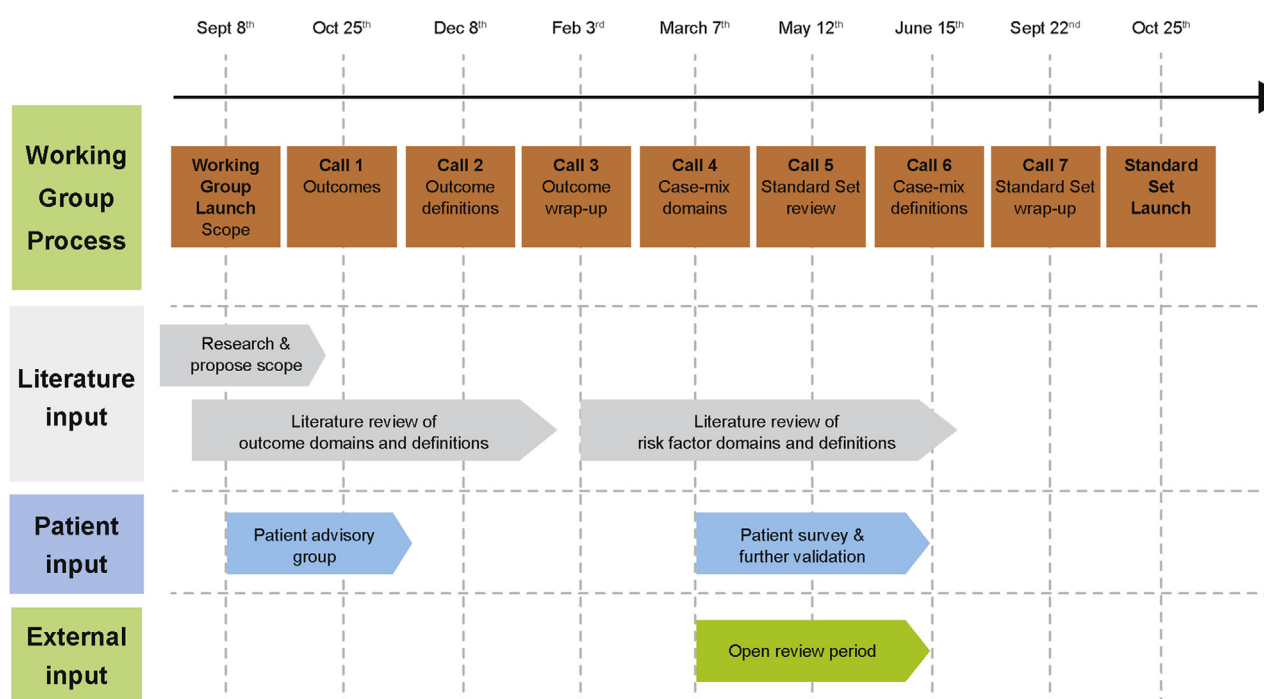 Sept 8th
Oct 25th
Dec 8th
Feb 3rd
March 7th
May 12th
June 15th
Sept 22nd
Oct 25th
Working
Group
Process
Working
Group
Launch
Scope
Call 1
Outcomes
Call 2
Outcome
definitions
Call 3
Outcome
wrap-up
Call 4
Case-mix
domains
Call 5
Standard Set
review
Call 6
Case-mix
definitions
Call 7
Standard Set
wrap-up
Standard
Set
Launch
Literature
input
Research &
propose scope
Literature review of
outcome domains and definitions
Literature review of
risk factor domains and definitions
Patient
input
Patient advisory
group
Patient survey &
further validation
External
input
Open review period